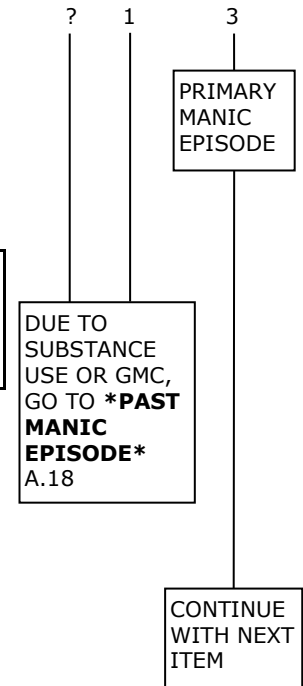 ? 1 3
PRIMARY
MANIC
EPISODE
DUE TO
SUBSTANCE
USE OR GMC,
GO TO *PAST
MANIC
EPISODE*
A.18
CONTINUE
WITH NEXT
ITEM